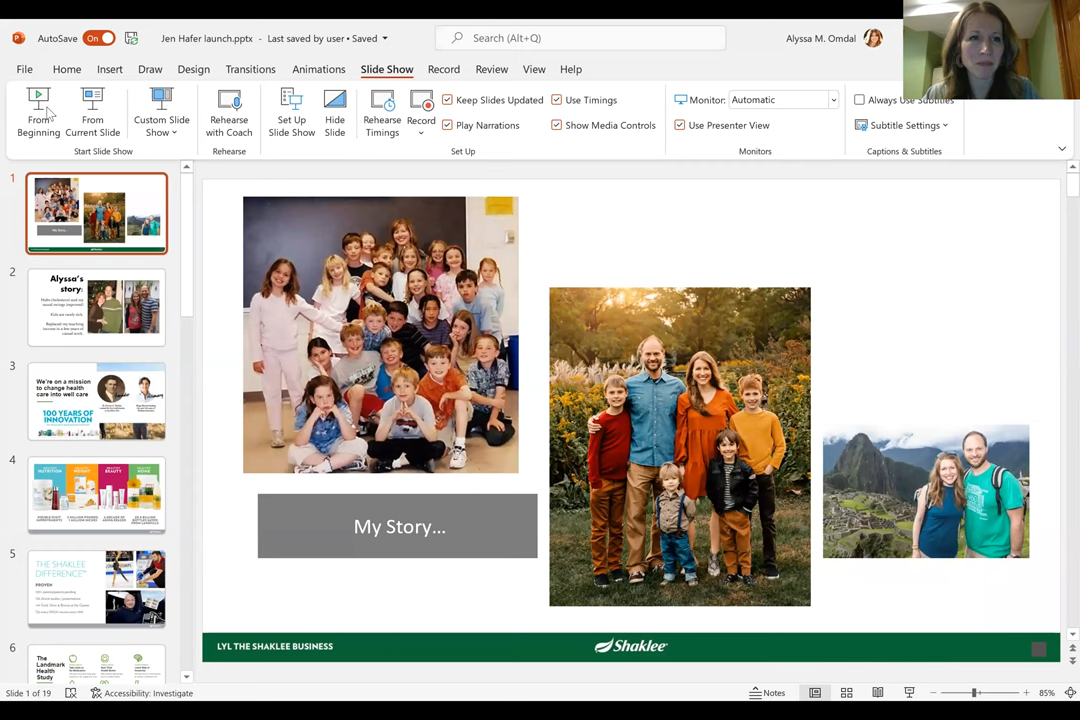 AutoSave On Jen Hafer launch.pptx - Last saved by user • Saved Search (Alt+Q) Alyssa M. Omdal
File Home Insert Draw Design Transitions Animations Slide Show Record Review View Help
From Beginning
From Current Slide
Custom Slide Show
Rehearse with Coach
Set Up Slide Show
Hide Slide
Rehearse Timings
Record
Keep Slides Updated
Play Narrations
Use Timings
Show Media Controls
Monitor: Automatic
Use Presenter View
Always Use Subtitles
Subtitle Settings
Start Slide Show Rehearse Set Up Monitors Captions & Subtitles
1
My Story...
2
Alyssa's
story:
3
We're on a mission
to change health
care into well care
100 YEARS OF
INNOVATION
4
5
THE SHAKLEE
DIFFERENCE
PROVEN
6
The
Landmark
Health
Study
My Story...
LYL THE SHAKLEE BUSINESS
Shaklee
Slide 1 of 19 Accessibility: Investigate Notes 85%